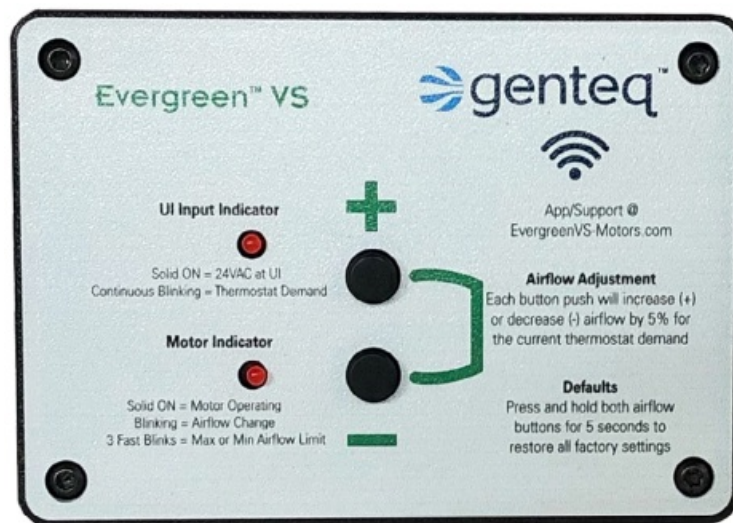 Evergreen™ VS
genteq™
UI Input Indicator
Solid ON = 24VAC at UI
Continuous Blinking = Thermostat Demand
Motor Indicator
Solid ON = Motor Operating
Blinking = Airflow Change
3 Fast Blinks = Max or Min Airflow Limit
+
−
App/Support @
EvergreenVS-Motors.com
Airflow Adjustment
Each button push will increase (+)
or decrease (-) airflow by 5% for
the current thermostat demand
Defaults
Press and hold both airflow
buttons for 5 seconds to
restore all factory settings